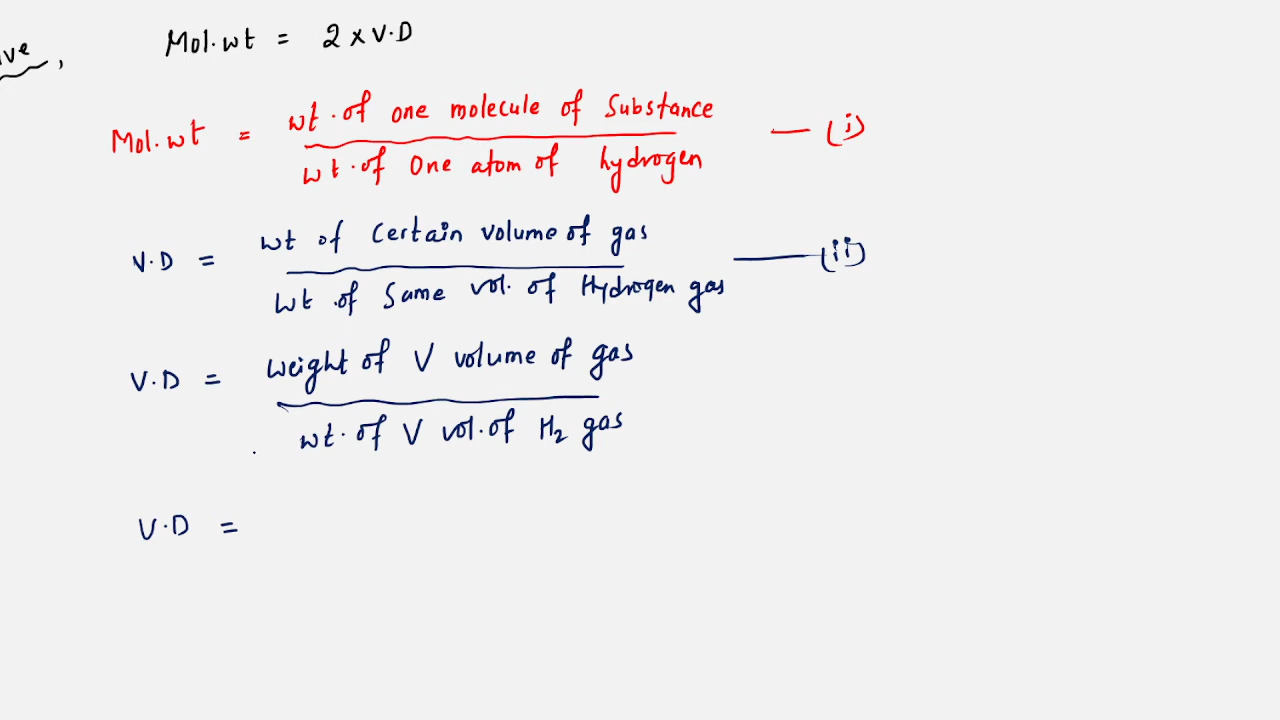 Mol.wt = 2 x V.D
Mol.wt = wt.of one molecule of Substance — (i)
wt.of One atom of hydrogen
V.D = wt of Certain volume of gas — (ii)
wt.of Same vol. of Hydrogen gas
V.D = Weight of V volume of gas
wt.of V vol.of H₂ gas
V.D =